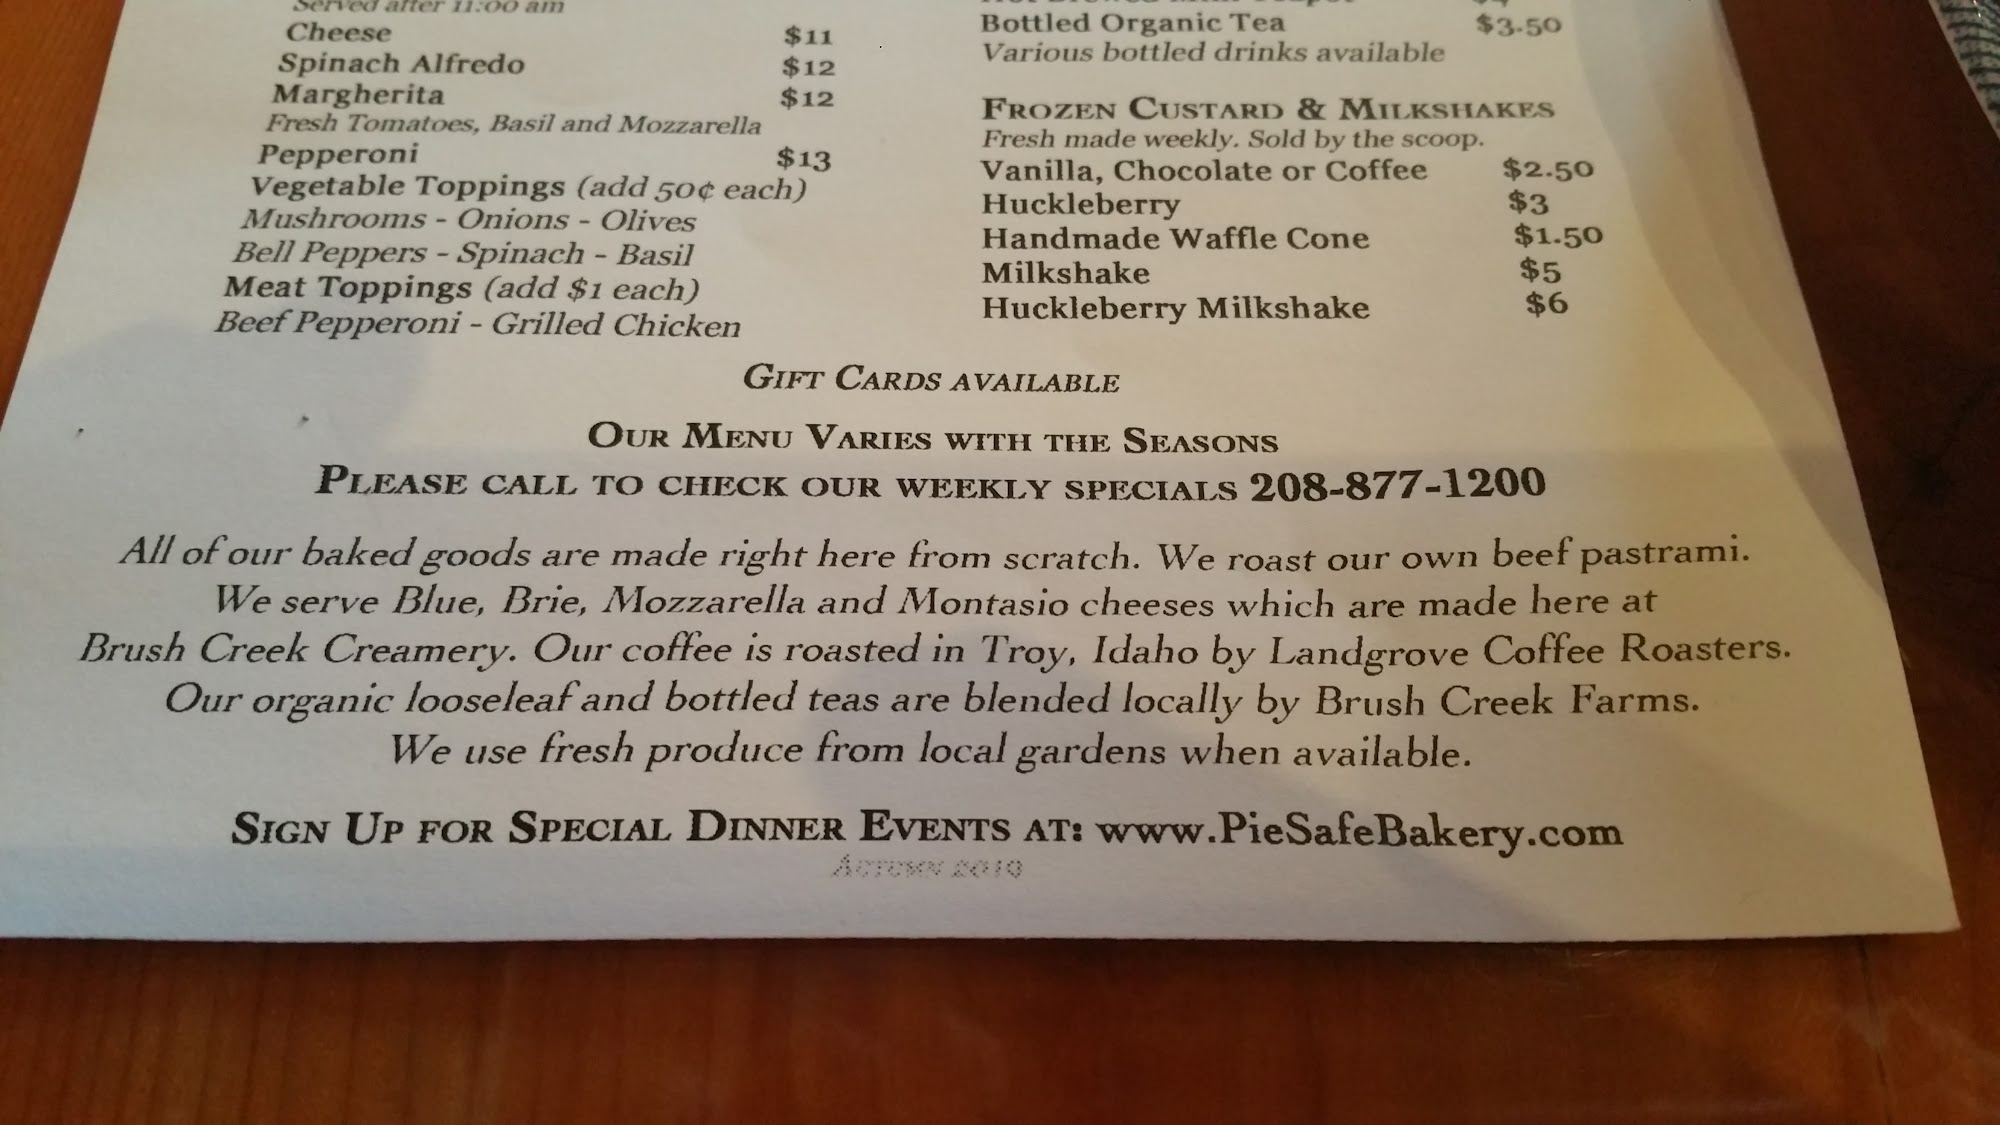 Served after 11:00 am
Cheese $11
Spinach Alfredo $12
Margherita $12
Fresh Tomatoes, Basil and Mozzarella
Pepperoni $13
Vegetable Toppings (add 50¢ each)
Mushrooms - Onions - Olives
Bell Peppers - Spinach - Basil
Meat Toppings (add $1 each)
Beef Pepperoni - Grilled Chicken
Bottled Organic Tea $3.50
Various bottled drinks available
FROZEN CUSTARD & MILKSHAKES
Fresh made weekly. Sold by the scoop.
Vanilla, Chocolate or Coffee $2.50
Huckleberry $3
Handmade Waffle Cone $1.50
Milkshake $5
Huckleberry Milkshake $6
GIFT CARDS AVAILABLE
OUR MENU VARIES WITH THE SEASONS
PLEASE CALL TO CHECK OUR WEEKLY SPECIALS 208-877-1200
All of our baked goods are made right here from scratch. We roast our own beef pastrami.
We serve Blue, Brie, Mozzarella and Montasio cheeses which are made here at
Brush Creek Creamery. Our coffee is roasted in Troy, Idaho by Landgrove Coffee Roasters.
Our organic looseleaf and bottled teas are blended locally by Brush Creek Farms.
We use fresh produce from local gardens when available.
SIGN UP FOR SPECIAL DINNER EVENTS AT: www.PieSafeBakery.com
AUTUMN 2019